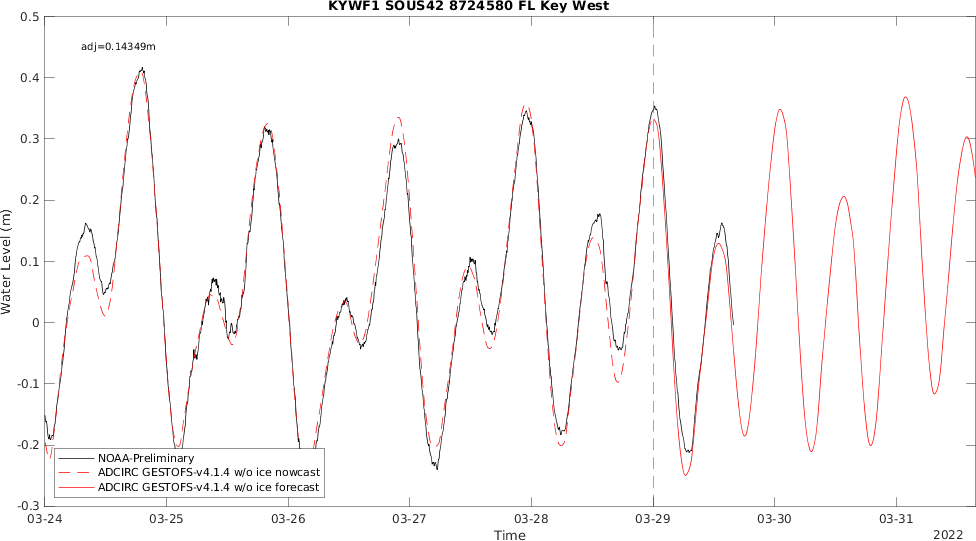 KYWF1 SOUS42 8724580 FL Key West
adj=0.14349m
0.5
0.4
0.3
0.2
0.1
0
-0.1
-0.2
-0.3
Water Level (m)
NOAA-Preliminary
ADCIRC GESTOFS-v4.1.4 w/o ice nowcast
ADCIRC GESTOFS-v4.1.4 w/o ice forecast
03-24 03-25 03-26 03-27 03-28 03-29 03-30 03-31
Time
2022